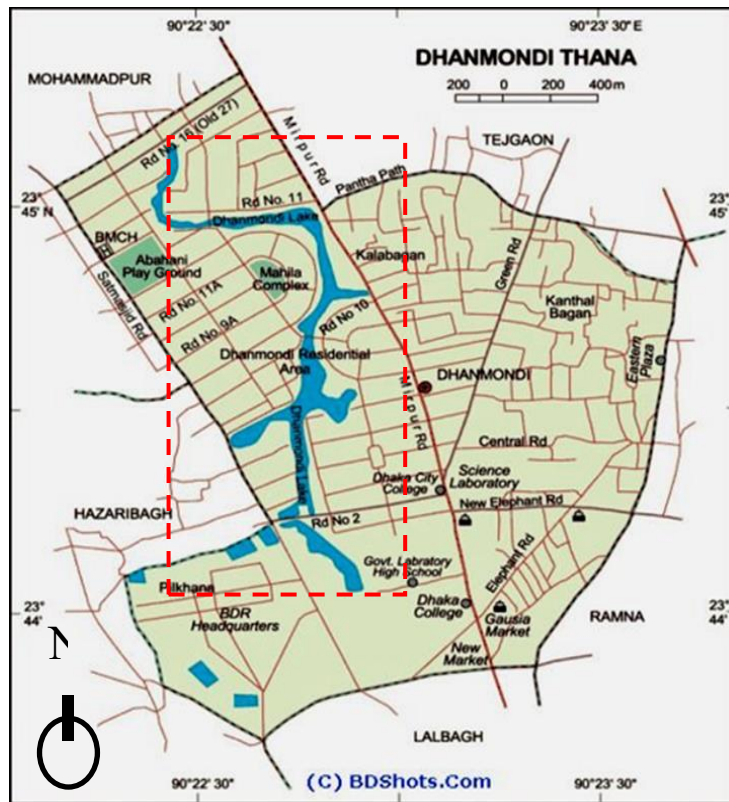 90° 22' 30"
90° 23' 30" E
DHANMONDI THANA
200 0 200 400m
MOHAMMADPUR
TEJGAON
Rd No. 16 (Old 27)
Mirpur Rd
Pantha Path
23°
45' N
23°
45'
Rd No. 11
Dhanmondi Lake
BMCH
Abahani
Play Ground
Kalabagan
Green Rd
Mahila
Complex
Satmasjid Rd
Rd No. 11A
Kanthal
Bagan
Rd No. 10
Rd No. 9A
Dhanmondi Residential
Area
Eastern
Plaza
DHANMONDI
Mirpur Rd
Dhanmondi Lake
Central Rd
Dhaka City
College
Science
Laboratory
HAZARIBAGH
New Elephant Rd
Rd No 2
Govt. Labratory
High School
Elephant Rd
Pilkhana
BDR
Headquarters
Dhaka
College
Gausia
Market
RAMNA
23°
44'
23°
44'
New
Market
N
LALBAGH
90° 22' 30"
(C) BDShots.Com
90° 23' 30"